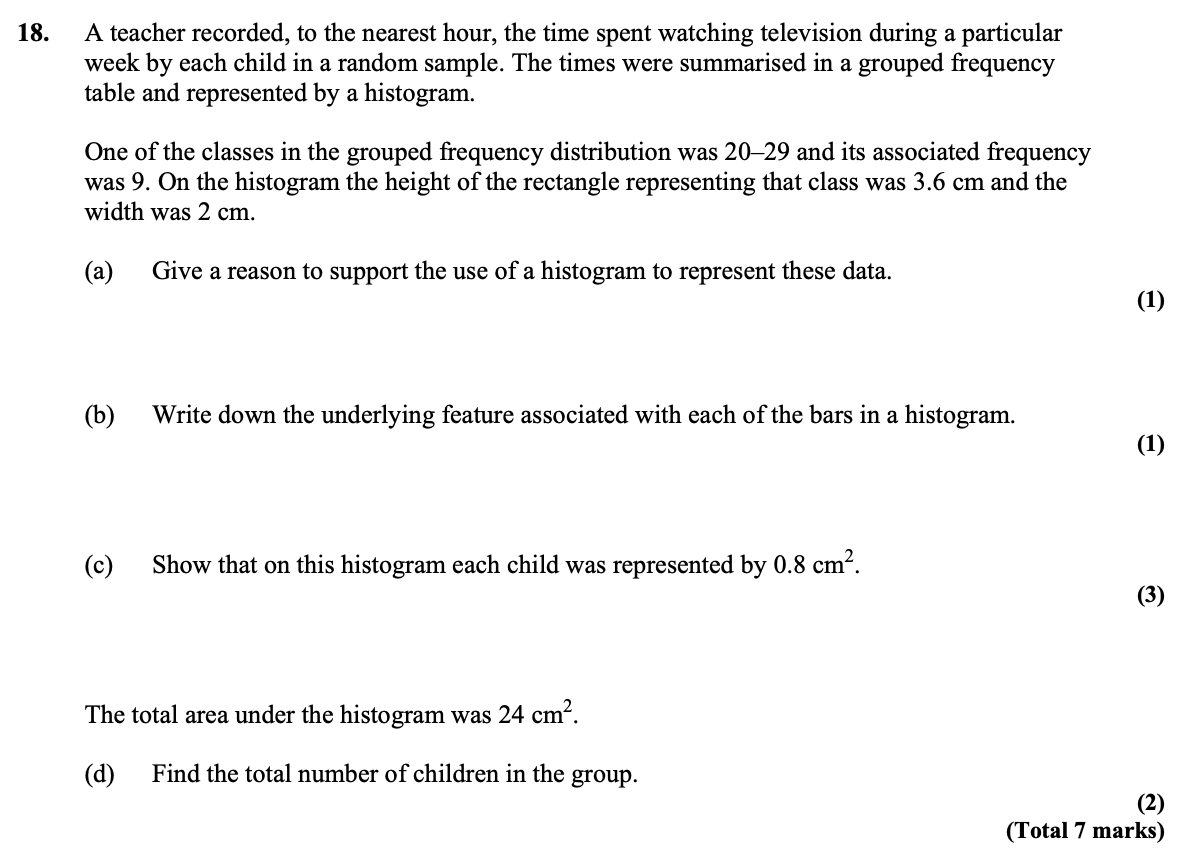 18. A teacher recorded, to the nearest hour, the time spent watching television during a particular
week by each child in a random sample. The times were summarised in a grouped frequency
table and represented by a histogram.
One of the classes in the grouped frequency distribution was 20–29 and its associated frequency
was 9. On the histogram the height of the rectangle representing that class was 3.6 cm and the
width was 2 cm.
(a) Give a reason to support the use of a histogram to represent these data.
(1)
(b) Write down the underlying feature associated with each of the bars in a histogram.
(1)
(c) Show that on this histogram each child was represented by 0.8 cm².
(3)
The total area under the histogram was 24 cm².
(d) Find the total number of children in the group.
(2)
(Total 7 marks)